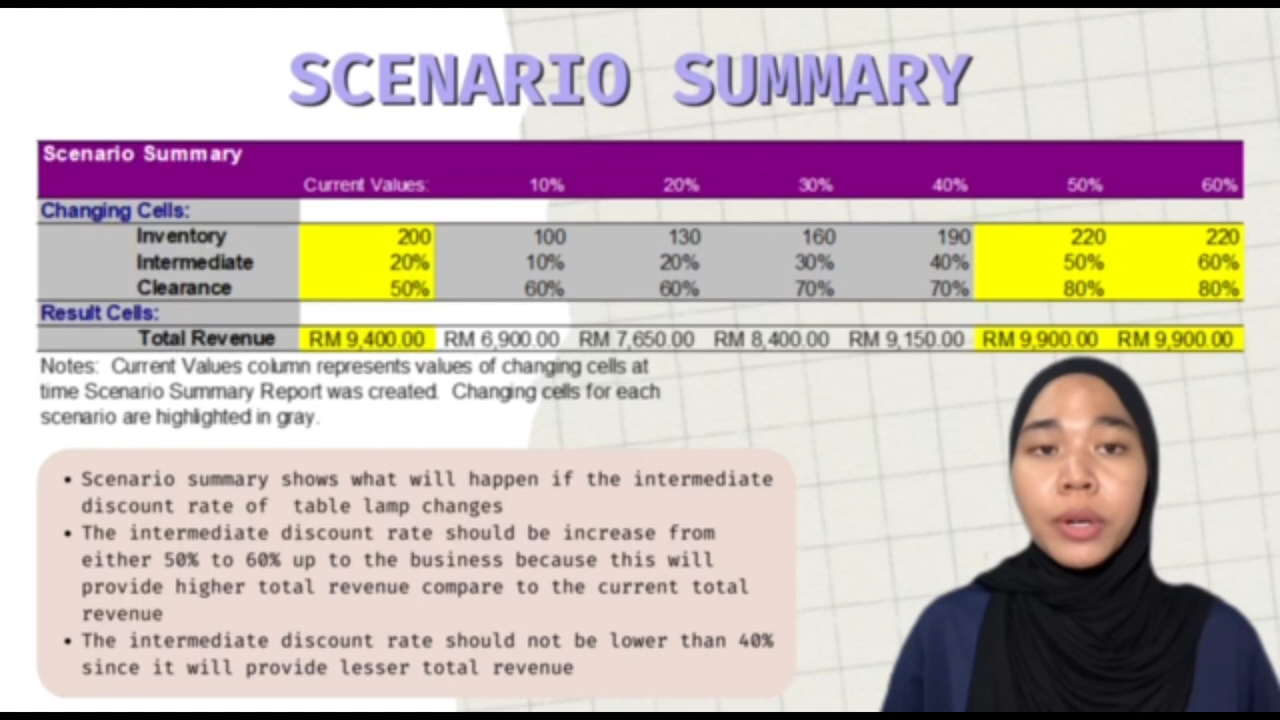 SCENARIO SUMMARY
Scenario Summary
Current Values: 10% 20% 30% 40% 50% 60%
Changing Cells:
Inventory 200 100 130 160 190 220 220
Intermediate 20% 10% 20% 30% 40% 50% 60%
Clearance 50% 60% 60% 70% 70% 80% 80%
Result Cells:
Total Revenue RM 9,400.00 RM 6,900.00 RM 7,650.00 RM 8,400.00 RM 9,150.00 RM 9,900.00 RM 9,900.00
Notes: Current Values column represents values of changing cells at
time Scenario Summary Report was created. Changing cells for each
scenario are highlighted in gray.
• Scenario summary shows what will happen if the intermediate
discount rate of table lamp changes
• The intermediate discount rate should be increase from
either 50% to 60% up to the business because this will
provide higher total revenue compare to the current total
revenue
• The intermediate discount rate should not be lower than 40%
since it will provide lesser total revenue